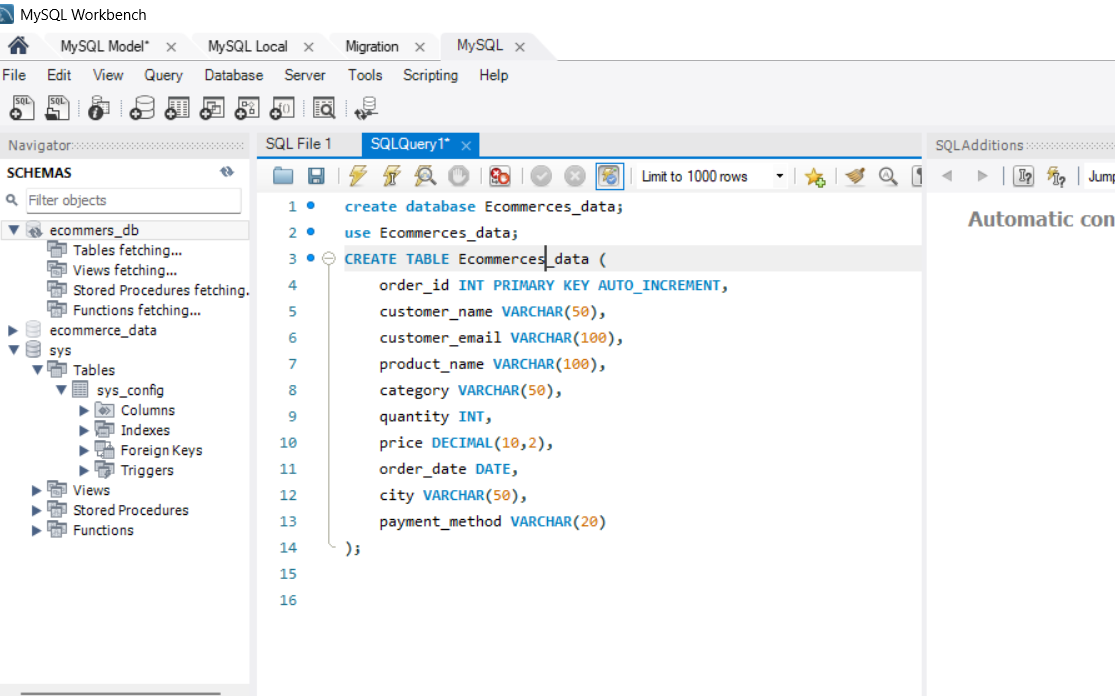 MySQL Workbench
MySQL Model* MySQL Local Migration MySQL
File Edit View Query Database Server Tools Scripting Help
Navigator SQL File 1 SQLQuery1* SQLAdditions
SCHEMAS Limit to 1000 rows Jump
Filter objects
Automatic con
ecommers_db
Tables fetching...
Views fetching...
Stored Procedures fetching.
Functions fetching...
ecommerce_data
sys
Tables
sys_config
Columns
Indexes
Foreign Keys
Triggers
Views
Stored Procedures
Functions
1 create database Ecommerces_data;
2 use Ecommerces_data;
3 CREATE TABLE Ecommerces_data (
4 order_id INT PRIMARY KEY AUTO_INCREMENT,
5 customer_name VARCHAR(50),
6 customer_email VARCHAR(100),
7 product_name VARCHAR(100),
8 category VARCHAR(50),
9 quantity INT,
10 price DECIMAL(10,2),
11 order_date DATE,
12 city VARCHAR(50),
13 payment_method VARCHAR(20)
14 );
15
16